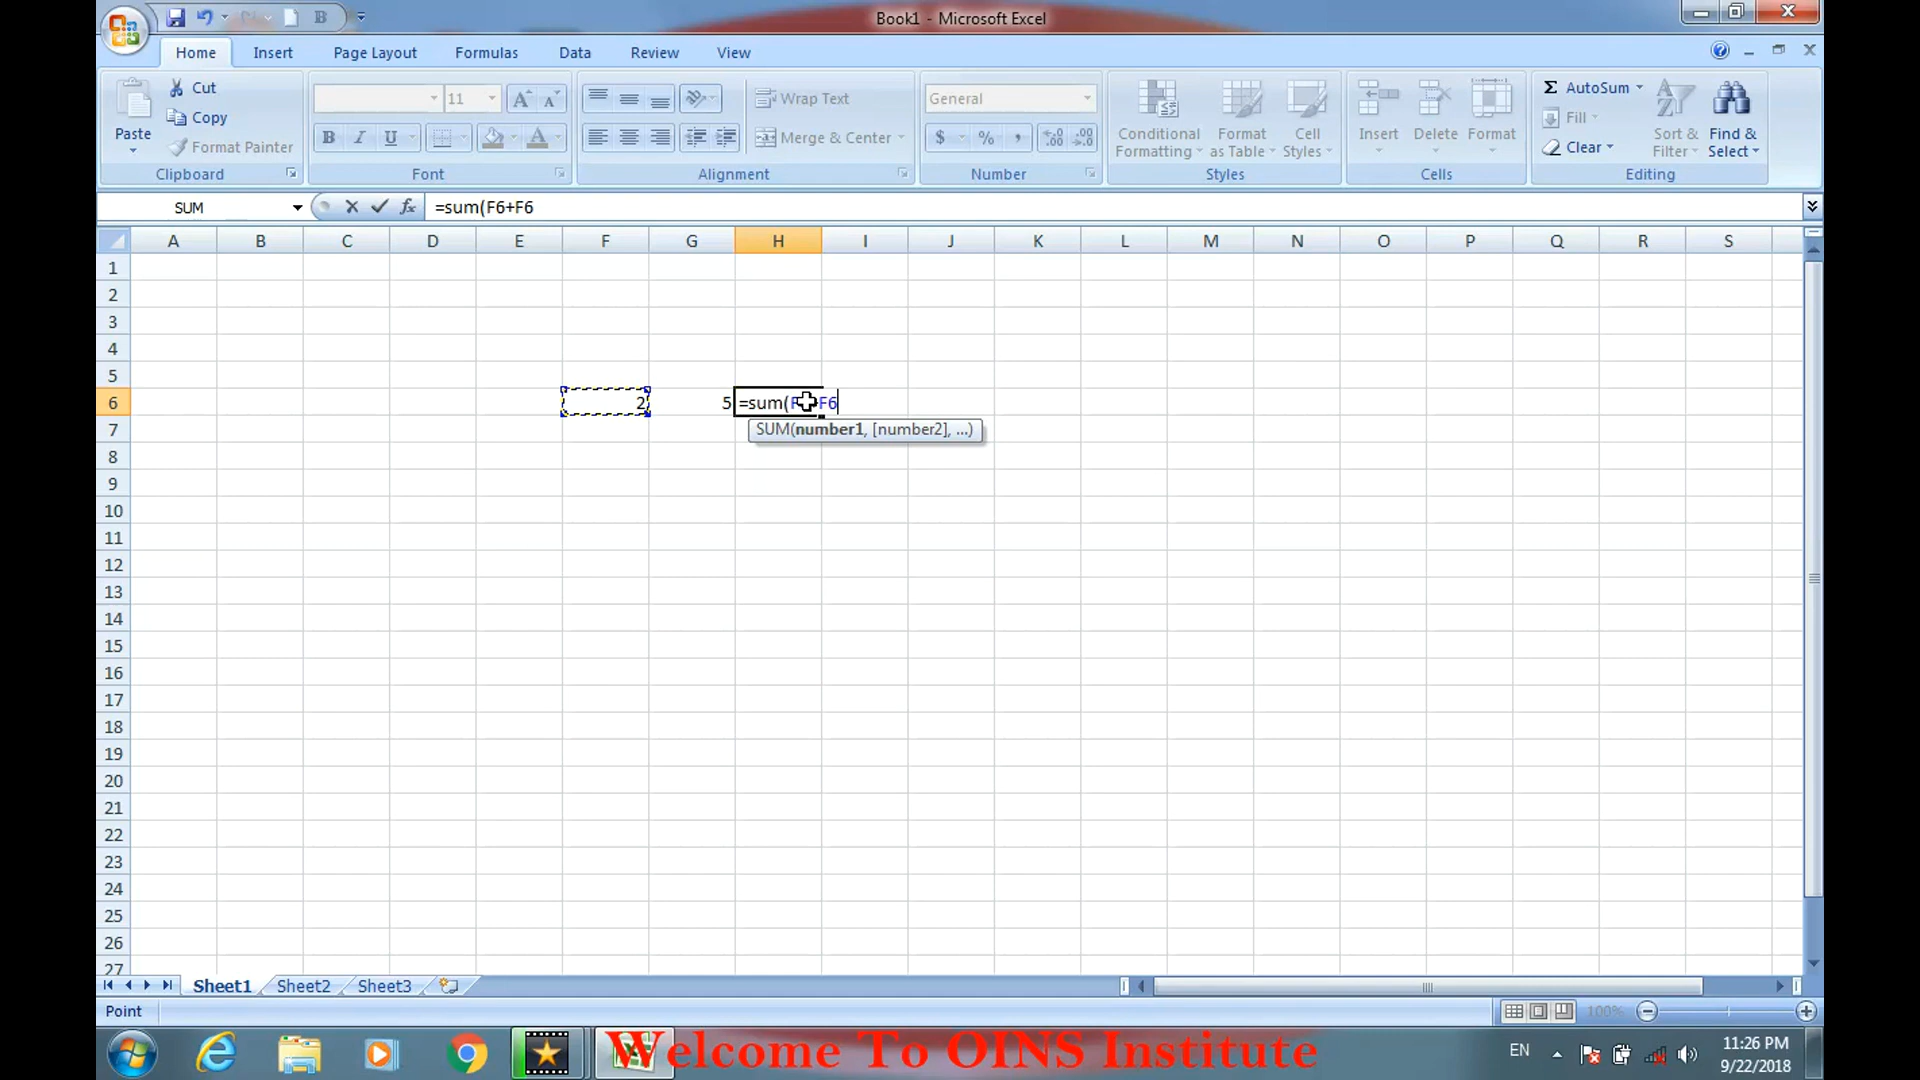 Book1 - Microsoft Excel
Home Insert Page Layout Formulas Data Review View
Paste
Cut
Copy
Format Painter
Clipboard
11
B I U
Font
Wrap Text
Merge & Center
Alignment
General
$ % ,
Number
Conditional Formatting
Format as Table
Cell Styles
Styles
Insert Delete Format
Cells
AutoSum
Fill
Clear
Sort & Filter
Find & Select
Editing
SUM fx =sum(F6+F6
A B C D E F G H I J K L M N O P Q R S
1
2
3
4
5
6 2 5 =sum( F6
SUM(number1, [number2], ...)
7
8
9
10
11
12
13
14
15
16
17
18
19
20
21
22
23
24
25
26
27
Sheet1 Sheet2 Sheet3
Point 100%
Welcome To OINS Institute
EN
11:26 PM
9/22/2018